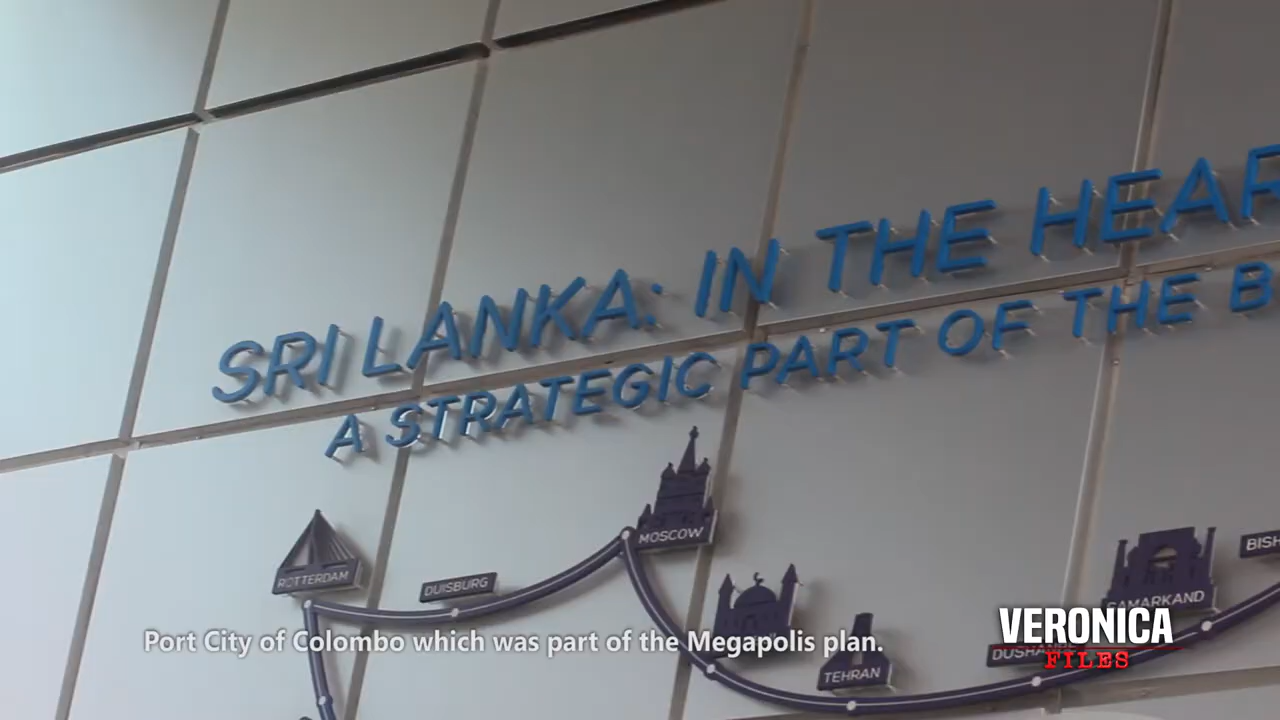 SRI LANKA: IN THE HEAR
A STRATEGIC PART OF THE B
MOSCOW
BISH
ROTTERDAM
DUISBURG
SAMARKAND
Port City of Colombo which was part of the Megapolis plan.
VERONICA
FILES
TEHRAN